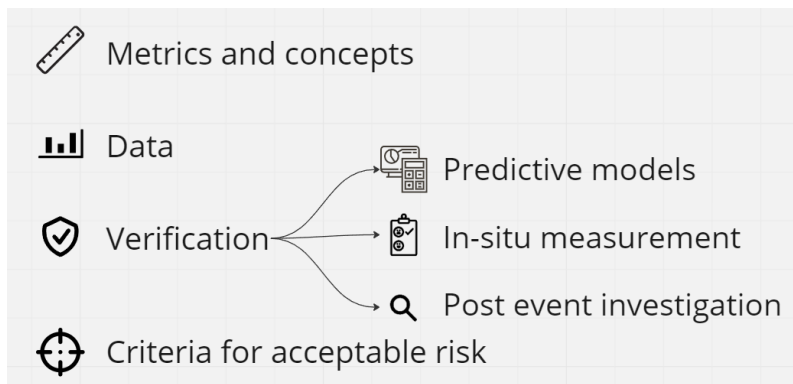 Metrics and concepts
Data
Verification
Predictive models
In-situ measurement
Post event investigation
Criteria for acceptable risk